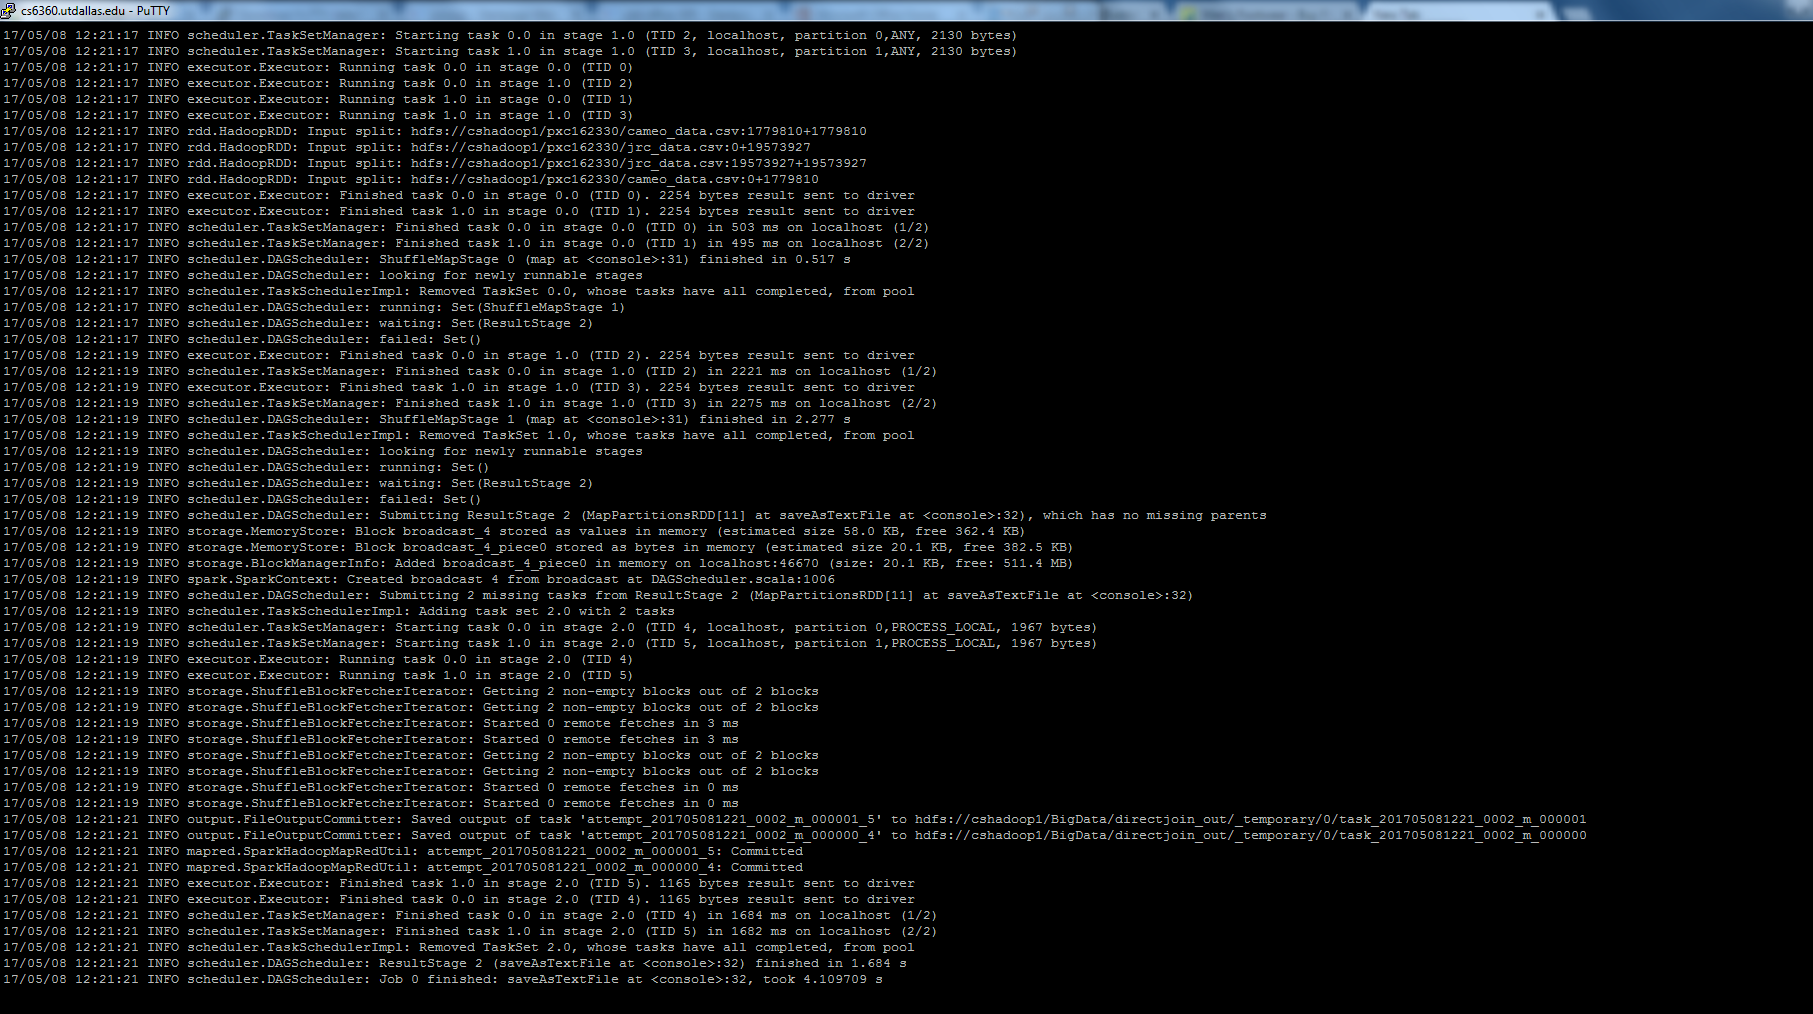 cs6360.utdallas.edu - PuTTY
17/05/08 12:21:17 INFO scheduler.TaskSetManager: Starting task 0.0 in stage 1.0 (TID 2, localhost, partition 0,ANY, 2130 bytes)
17/05/08 12:21:17 INFO scheduler.TaskSetManager: Starting task 1.0 in stage 1.0 (TID 3, localhost, partition 1,ANY, 2130 bytes)
17/05/08 12:21:17 INFO executor.Executor: Running task 0.0 in stage 0.0 (TID 0)
17/05/08 12:21:17 INFO executor.Executor: Running task 0.0 in stage 1.0 (TID 2)
17/05/08 12:21:17 INFO executor.Executor: Running task 1.0 in stage 0.0 (TID 1)
17/05/08 12:21:17 INFO executor.Executor: Running task 1.0 in stage 1.0 (TID 3)
17/05/08 12:21:17 INFO rdd.HadoopRDD: Input split: hdfs://cshadoop1/pxc162330/cameo_data.csv:1779810+1779810
17/05/08 12:21:17 INFO rdd.HadoopRDD: Input split: hdfs://cshadoop1/pxc162330/jrc_data.csv:0+19573927
17/05/08 12:21:17 INFO rdd.HadoopRDD: Input split: hdfs://cshadoop1/pxc162330/jrc_data.csv:19573927+19573927
17/05/08 12:21:17 INFO rdd.HadoopRDD: Input split: hdfs://cshadoop1/pxc162330/cameo_data.csv:0+1779810
17/05/08 12:21:17 INFO executor.Executor: Finished task 0.0 in stage 0.0 (TID 0). 2254 bytes result sent to driver
17/05/08 12:21:17 INFO executor.Executor: Finished task 1.0 in stage 0.0 (TID 1). 2254 bytes result sent to driver
17/05/08 12:21:17 INFO scheduler.TaskSetManager: Finished task 0.0 in stage 0.0 (TID 0) in 503 ms on localhost (1/2)
17/05/08 12:21:17 INFO scheduler.TaskSetManager: Finished task 1.0 in stage 0.0 (TID 1) in 495 ms on localhost (2/2)
17/05/08 12:21:17 INFO scheduler.DAGScheduler: ShuffleMapStage 0 (map at <console>:31) finished in 0.517 s
17/05/08 12:21:17 INFO scheduler.DAGScheduler: looking for newly runnable stages
17/05/08 12:21:17 INFO scheduler.TaskSchedulerImpl: Removed TaskSet 0.0, whose tasks have all completed, from pool
17/05/08 12:21:17 INFO scheduler.DAGScheduler: running: Set(ShuffleMapStage 1)
17/05/08 12:21:17 INFO scheduler.DAGScheduler: waiting: Set(ResultStage 2)
17/05/08 12:21:17 INFO scheduler.DAGScheduler: failed: Set()
17/05/08 12:21:19 INFO executor.Executor: Finished task 0.0 in stage 1.0 (TID 2). 2254 bytes result sent to driver
17/05/08 12:21:19 INFO scheduler.TaskSetManager: Finished task 0.0 in stage 1.0 (TID 2) in 2221 ms on localhost (1/2)
17/05/08 12:21:19 INFO executor.Executor: Finished task 1.0 in stage 1.0 (TID 3). 2254 bytes result sent to driver
17/05/08 12:21:19 INFO scheduler.TaskSetManager: Finished task 1.0 in stage 1.0 (TID 3) in 2275 ms on localhost (2/2)
17/05/08 12:21:19 INFO scheduler.DAGScheduler: ShuffleMapStage 1 (map at <console>:31) finished in 2.277 s
17/05/08 12:21:19 INFO scheduler.TaskSchedulerImpl: Removed TaskSet 1.0, whose tasks have all completed, from pool
17/05/08 12:21:19 INFO scheduler.DAGScheduler: looking for newly runnable stages
17/05/08 12:21:19 INFO scheduler.DAGScheduler: running: Set()
17/05/08 12:21:19 INFO scheduler.DAGScheduler: waiting: Set(ResultStage 2)
17/05/08 12:21:19 INFO scheduler.DAGScheduler: failed: Set()
17/05/08 12:21:19 INFO scheduler.DAGScheduler: Submitting ResultStage 2 (MapPartitionsRDD[11] at saveAsTextFile at <console>:32), which has no missing parents
17/05/08 12:21:19 INFO storage.MemoryStore: Block broadcast_4 stored as values in memory (estimated size 58.0 KB, free 362.4 KB)
17/05/08 12:21:19 INFO storage.MemoryStore: Block broadcast_4_piece0 stored as bytes in memory (estimated size 20.1 KB, free 382.5 KB)
17/05/08 12:21:19 INFO storage.BlockManagerInfo: Added broadcast_4_piece0 in memory on localhost:46670 (size: 20.1 KB, free: 511.4 MB)
17/05/08 12:21:19 INFO spark.SparkContext: Created broadcast 4 from broadcast at DAGScheduler.scala:1006
17/05/08 12:21:19 INFO scheduler.DAGScheduler: Submitting 2 missing tasks from ResultStage 2 (MapPartitionsRDD[11] at saveAsTextFile at <console>:32)
17/05/08 12:21:19 INFO scheduler.TaskSchedulerImpl: Adding task set 2.0 with 2 tasks
17/05/08 12:21:19 INFO scheduler.TaskSetManager: Starting task 0.0 in stage 2.0 (TID 4, localhost, partition 0,PROCESS_LOCAL, 1967 bytes)
17/05/08 12:21:19 INFO scheduler.TaskSetManager: Starting task 1.0 in stage 2.0 (TID 5, localhost, partition 1,PROCESS_LOCAL, 1967 bytes)
17/05/08 12:21:19 INFO executor.Executor: Running task 0.0 in stage 2.0 (TID 4)
17/05/08 12:21:19 INFO executor.Executor: Running task 1.0 in stage 2.0 (TID 5)
17/05/08 12:21:19 INFO storage.ShuffleBlockFetcherIterator: Getting 2 non-empty blocks out of 2 blocks
17/05/08 12:21:19 INFO storage.ShuffleBlockFetcherIterator: Getting 2 non-empty blocks out of 2 blocks
17/05/08 12:21:19 INFO storage.ShuffleBlockFetcherIterator: Started 0 remote fetches in 3 ms
17/05/08 12:21:19 INFO storage.ShuffleBlockFetcherIterator: Started 0 remote fetches in 3 ms
17/05/08 12:21:19 INFO storage.ShuffleBlockFetcherIterator: Getting 2 non-empty blocks out of 2 blocks
17/05/08 12:21:19 INFO storage.ShuffleBlockFetcherIterator: Getting 2 non-empty blocks out of 2 blocks
17/05/08 12:21:19 INFO storage.ShuffleBlockFetcherIterator: Started 0 remote fetches in 0 ms
17/05/08 12:21:19 INFO storage.ShuffleBlockFetcherIterator: Started 0 remote fetches in 0 ms
17/05/08 12:21:21 INFO output.FileOutputCommitter: Saved output of task 'attempt_201705081221_0002_m_000001_5' to hdfs://cshadoop1/BigData/directjoin_out/_temporary/0/task_201705081221_0002_m_000001
17/05/08 12:21:21 INFO output.FileOutputCommitter: Saved output of task 'attempt_201705081221_0002_m_000000_4' to hdfs://cshadoop1/BigData/directjoin_out/_temporary/0/task_201705081221_0002_m_000000
17/05/08 12:21:21 INFO mapred.SparkHadoopMapRedUtil: attempt_201705081221_0002_m_000001_5: Committed
17/05/08 12:21:21 INFO mapred.SparkHadoopMapRedUtil: attempt_201705081221_0002_m_000000_4: Committed
17/05/08 12:21:21 INFO executor.Executor: Finished task 1.0 in stage 2.0 (TID 5). 1165 bytes result sent to driver
17/05/08 12:21:21 INFO executor.Executor: Finished task 0.0 in stage 2.0 (TID 4). 1165 bytes result sent to driver
17/05/08 12:21:21 INFO scheduler.TaskSetManager: Finished task 0.0 in stage 2.0 (TID 4) in 1684 ms on localhost (1/2)
17/05/08 12:21:21 INFO scheduler.TaskSetManager: Finished task 1.0 in stage 2.0 (TID 5) in 1682 ms on localhost (2/2)
17/05/08 12:21:21 INFO scheduler.TaskSchedulerImpl: Removed TaskSet 2.0, whose tasks have all completed, from pool
17/05/08 12:21:21 INFO scheduler.DAGScheduler: ResultStage 2 (saveAsTextFile at <console>:32) finished in 1.684 s
17/05/08 12:21:21 INFO scheduler.DAGScheduler: Job 0 finished: saveAsTextFile at <console>:32, took 4.109709 s